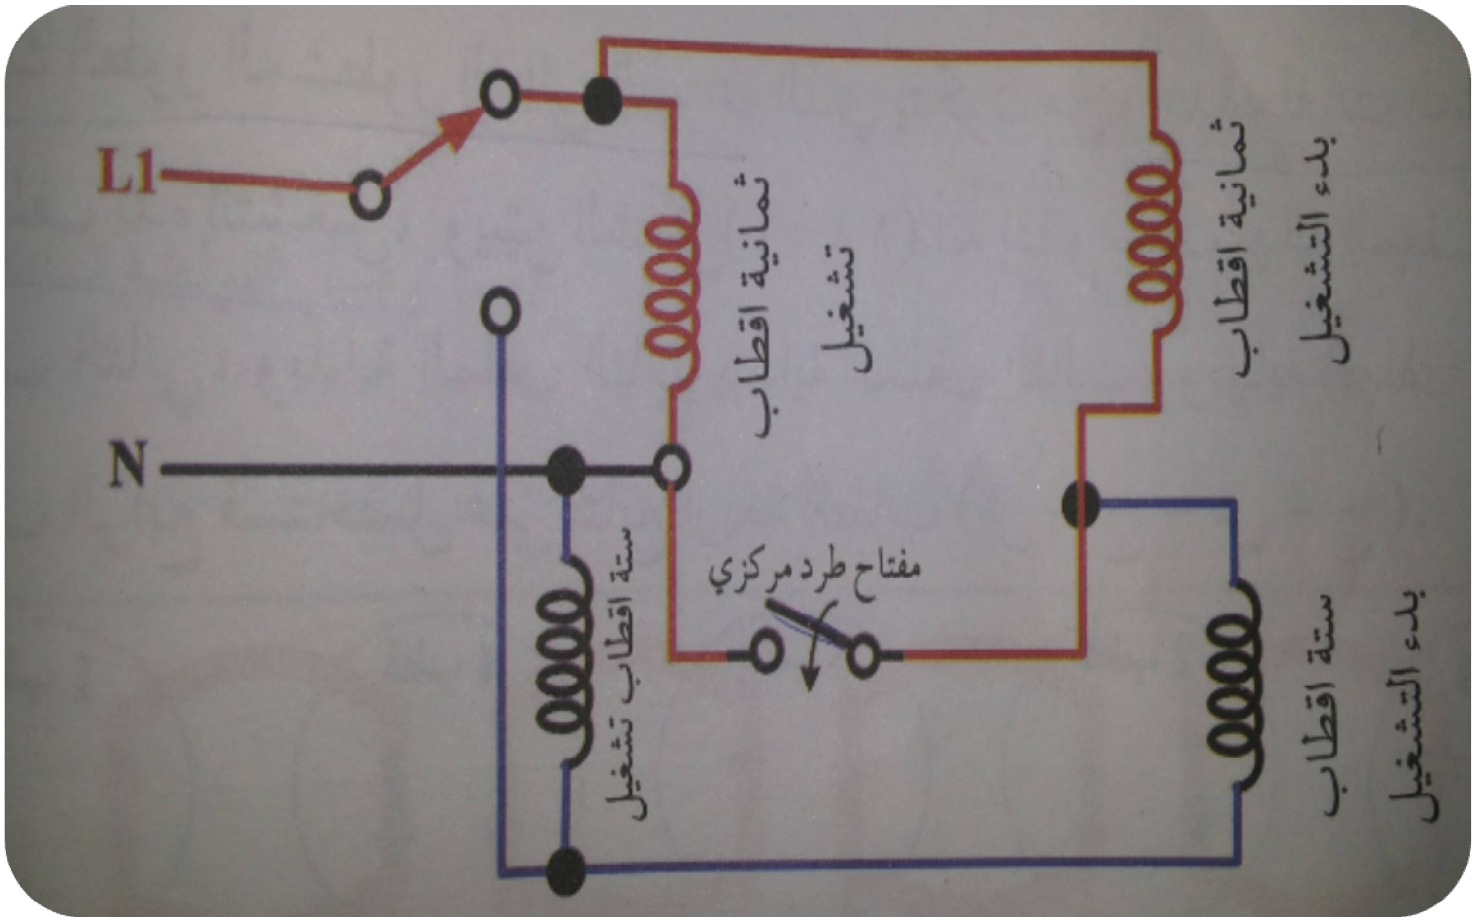 L1
N
ثمانية اقطاب
تشغيل
ثمانية اقطاب
بدء التشغيل
مفتاح طرد مركزي
ستة اقطاب تشغيل
ستة اقطاب
بدء التشغيل